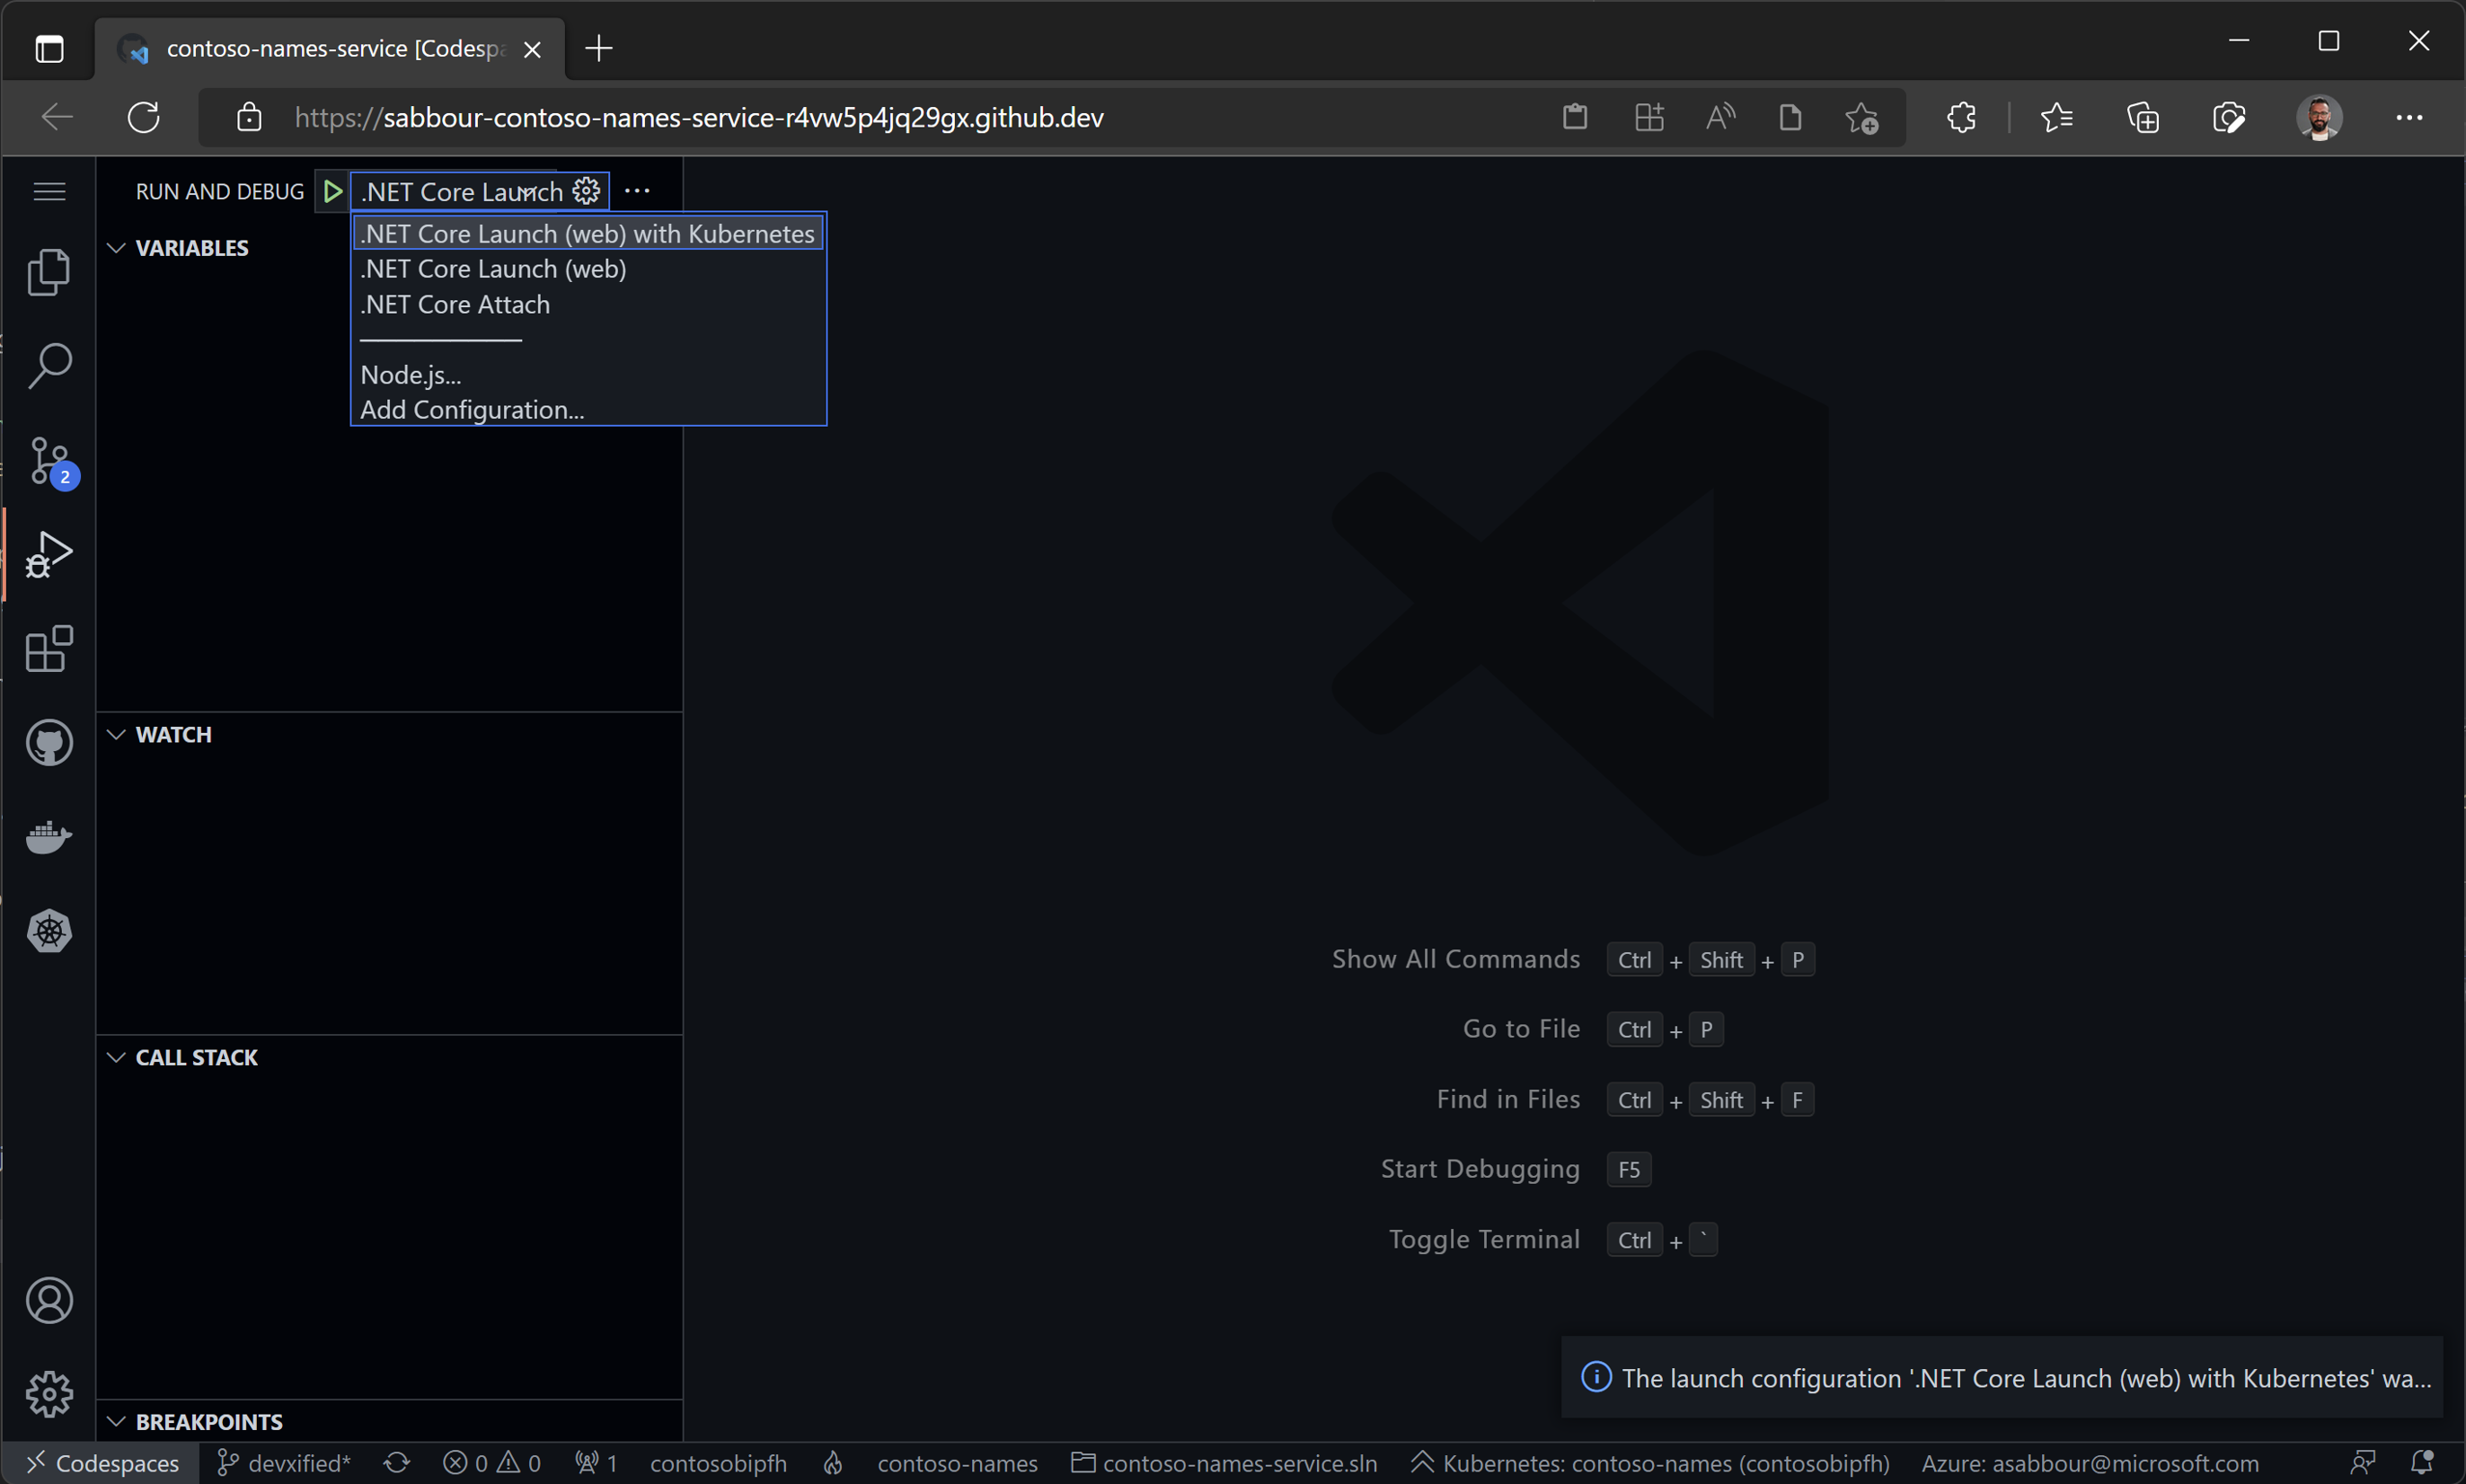 contoso-names-service [Codespa
https://sabbour-contoso-names-service-r4vw5p4jq29gx.github.dev
RUN AND DEBUG
.NET Core Launch
.NET Core Launch (web) with Kubernetes
.NET Core Launch (web)
.NET Core Attach
Node.js...
Add Configuration...
VARIABLES
2
WATCH
CALL STACK
BREAKPOINTS
Show All Commands Ctrl + Shift + P
Go to File Ctrl + P
Find in Files Ctrl + Shift + F
Start Debugging F5
Toggle Terminal Ctrl + `
The launch configuration '.NET Core Launch (web) with Kubernetes' wa...
Codespaces devxified* 0 0 1 contosobipfh contoso-names contoso-names-service.sln Kubernetes: contoso-names (contosobipfh) Azure: asabbour@microsoft.com